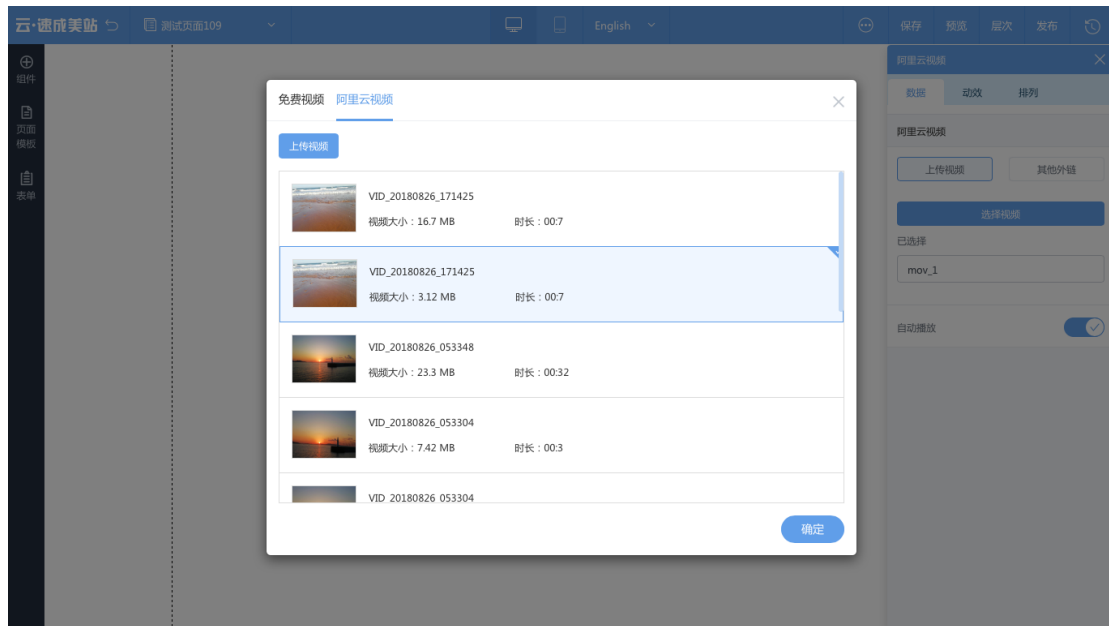 云·速成美站 测试页面109 English 保存 预览 层次 发布
组件
页面
模板
表单
免费视频 阿里云视频
上传视频
VID_20180826_171425
视频大小：16.7 MB 时长：00:7
VID_20180826_171425
视频大小：3.12 MB 时长：00:7
VID_20180826_053348
视频大小：23.3 MB 时长：00:32
VID_20180826_053304
视频大小：7.42 MB 时长：00:3
VID_20180826_053304
确定
阿里云视频
数据 动效 排列
阿里云视频
上传视频 其他外链
选择视频
已选择
mov_1
自动播放